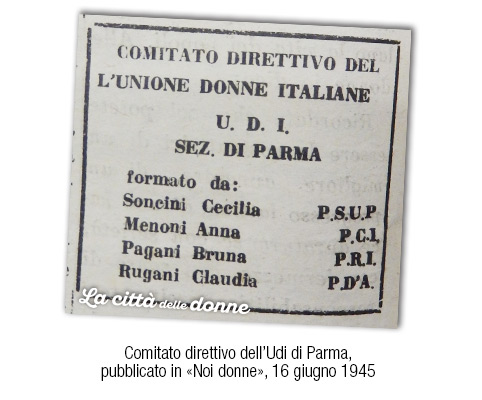 COMITATO DIRETTIVO DEL
L'UNIONE DONNE ITALIANE
U. D. I.
SEZ. DI PARMA
formato da:
Soncini Cecilia P.S.U.P
Menoni Anna P.C.I,
Pagani Bruna P.R.I.
Rugani Claudia P.D'A.
La città delle donne
Comitato direttivo dell'Udi di Parma,
pubblicato in «Noi donne», 16 giugno 1945